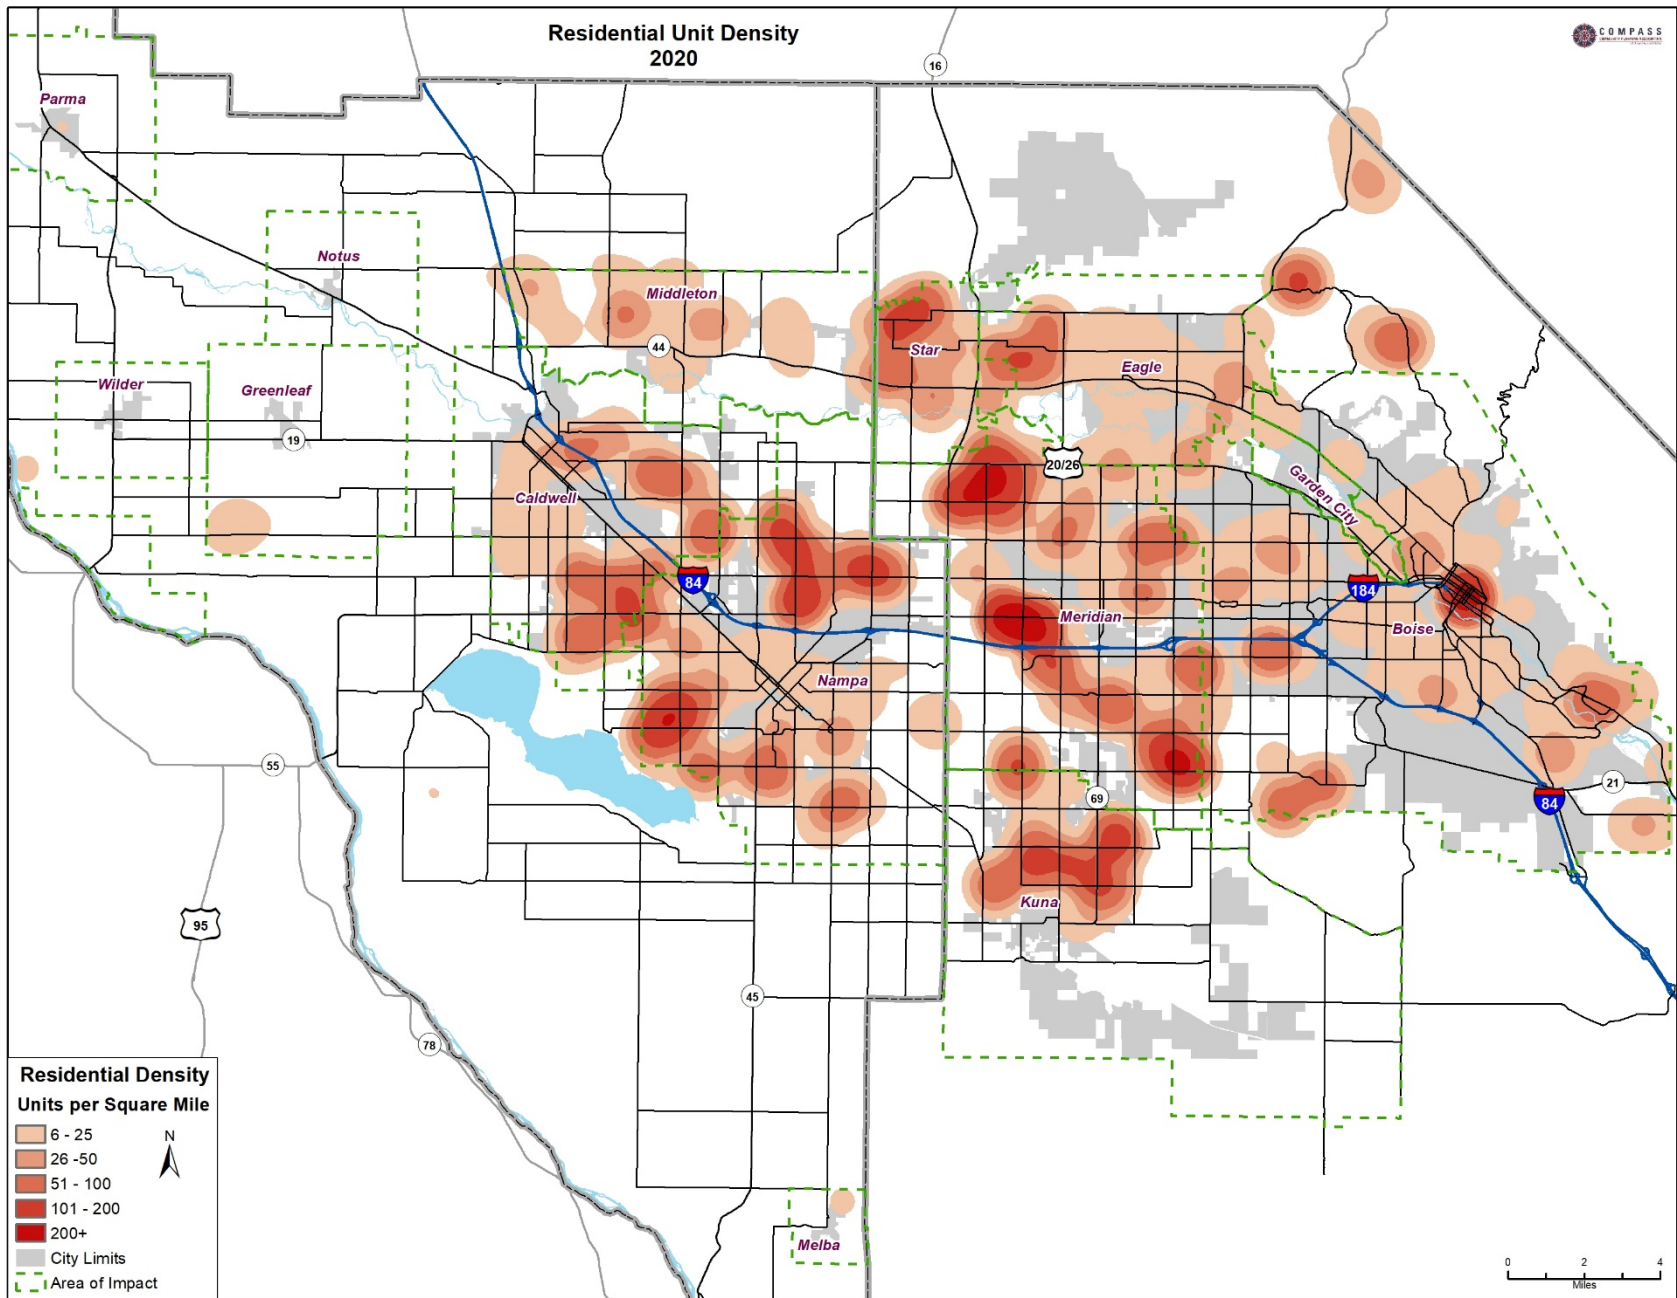 Residential Unit Density
2020
COMPASS
16
Parma
Notus
Middleton
44
Star
Eagle
Wilder
Greenleaf
19
20/26
Caldwell
Garden City
84
184
Meridian
Boise
Nampa
55
69
21
84
Kuna
95
45
78
Melba
Residential Density
Units per Square Mile
6 - 25
26 -50
51 - 100
101 - 200
200+
City Limits
Area of Impact
N
0 2 4
Miles